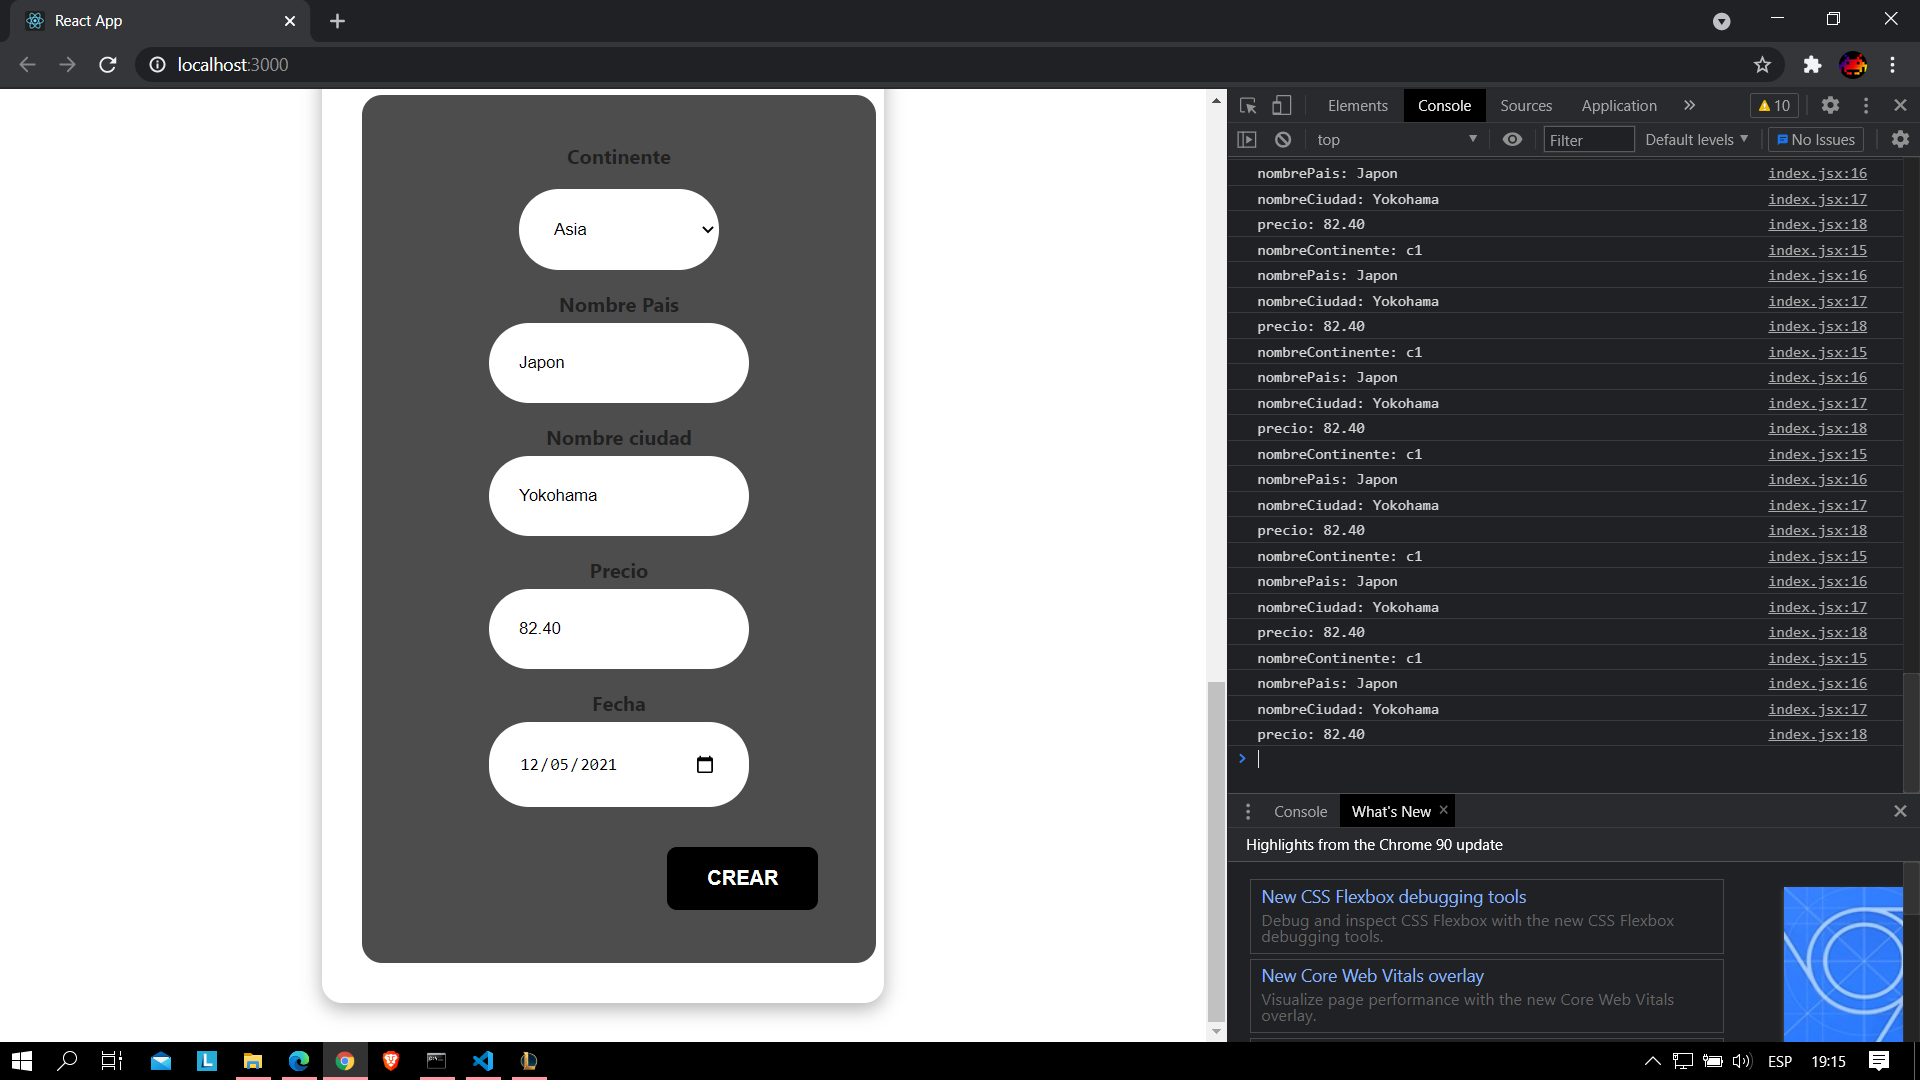 React App
localhost:3000
Continente
Asia
Nombre Pais
Japon
Nombre ciudad
Yokohama
Precio
82.40
Fecha
12/05/2021
CREAR
Elements Console Sources Application 10
top Filter Default levels No Issues
nombrePais: Japon index.jsx:16
nombreCiudad: Yokohama index.jsx:17
precio: 82.40 index.jsx:18
nombreContinente: c1 index.jsx:15
nombrePais: Japon index.jsx:16
nombreCiudad: Yokohama index.jsx:17
precio: 82.40 index.jsx:18
nombreContinente: c1 index.jsx:15
nombrePais: Japon index.jsx:16
nombreCiudad: Yokohama index.jsx:17
precio: 82.40 index.jsx:18
nombreContinente: c1 index.jsx:15
nombrePais: Japon index.jsx:16
nombreCiudad: Yokohama index.jsx:17
precio: 82.40 index.jsx:18
nombreContinente: c1 index.jsx:15
nombrePais: Japon index.jsx:16
nombreCiudad: Yokohama index.jsx:17
precio: 82.40 index.jsx:18
nombreContinente: c1 index.jsx:15
nombrePais: Japon index.jsx:16
nombreCiudad: Yokohama index.jsx:17
precio: 82.40 index.jsx:18
Console What's New
Highlights from the Chrome 90 update
New CSS Flexbox debugging tools
Debug and inspect CSS Flexbox with the new CSS Flexbox
debugging tools.
New Core Web Vitals overlay
Visualize page performance with the new Core Web Vitals
overlay.
ESP 19:15